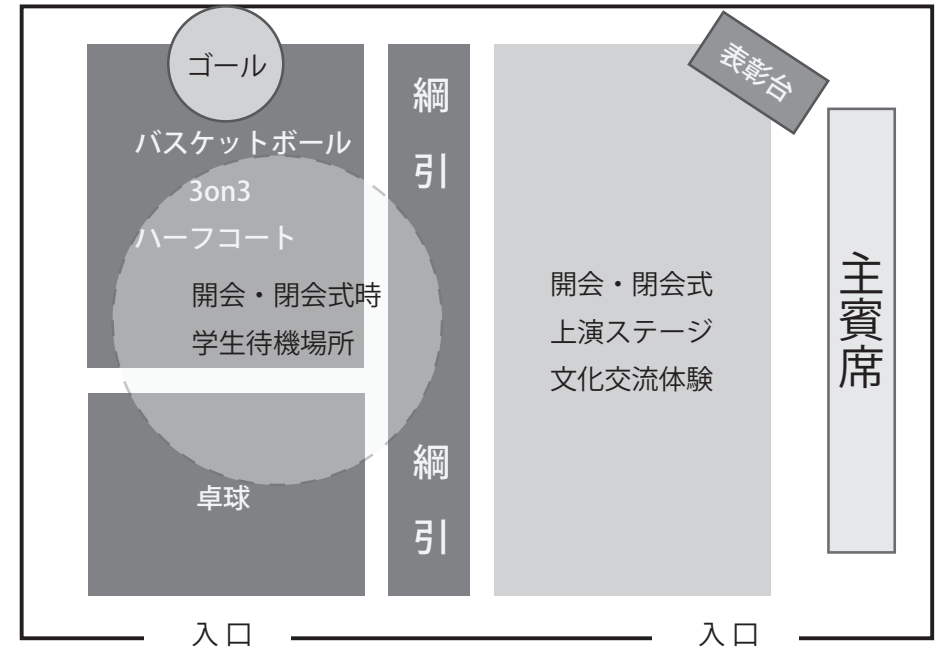 ゴール
バスケットボール
3on3
ハーフコート
開会・閉会式時
学生待機場所
卓球
綱
引
綱
引
開会・閉会式
上演ステージ
文化交流体験
表彰台
主賓席
入口
入口